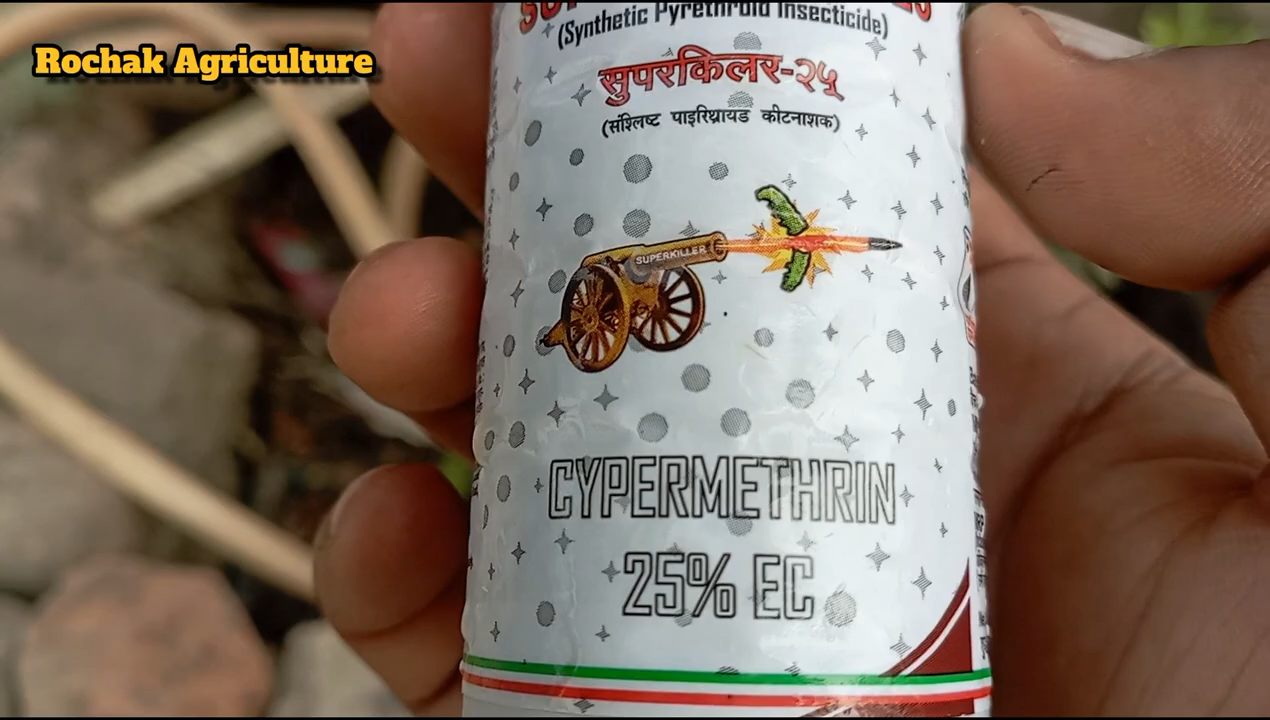 Rochak Agriculture
(Synthetic Pyrethroid Insecticide)
सुपरकिलर-२५
(संश्लिष्ट पाइरिथ्रायड कीटनाशक)
SUPERKILLER
CYPERMETHRIN
25% EC